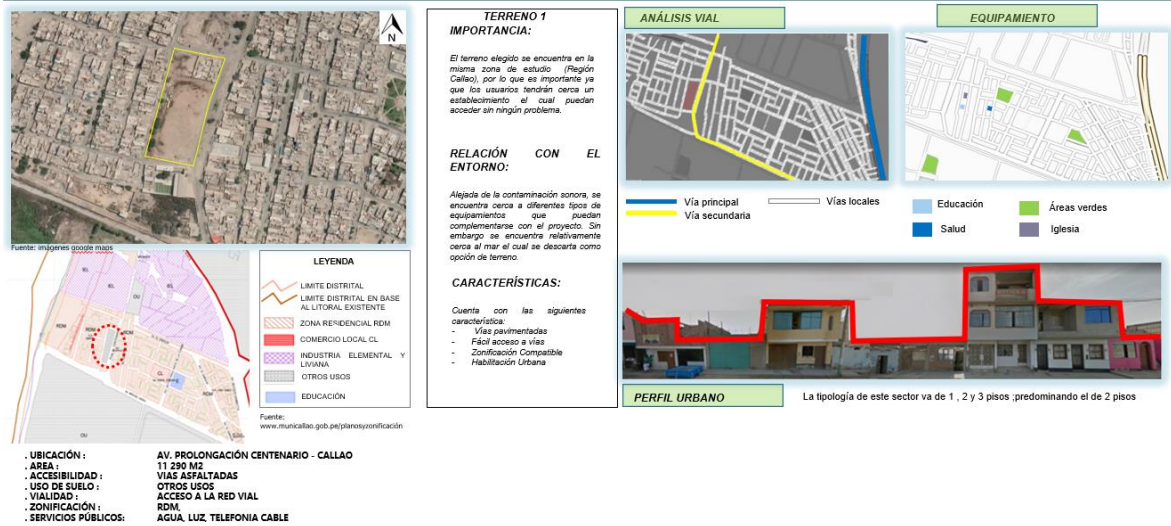 N
Fuente: imágenes google maps
IEL
IEL
IEL
OU
RDM
RDM
CL
RDM
RDM
OU
LEYENDA
LIMITE DISTRITAL
LIMITE DISTRITAL EN BASE
AL LITORAL EXISTENTE
ZONA RESIDENCIAL RDM
COMERCIO LOCAL CL
INDUSTRIA ELEMENTAL Y
LIVIANA
OTROS USOS
EDUCACIÓN
Fuente:
www.municallao.gob.pe/planosyzonificación
. UBICACIÓN : AV. PROLONGACIÓN CENTENARIO - CALLAO
. AREA : 11 290 M2
. ACCESIBILIDAD : VIAS ASFALTADAS
. USO DE SUELO : OTROS USOS
. VIALIDAD : ACCESO A LA RED VIAL
. ZONIFICACIÓN : RDM.
. SERVICIOS PÚBLICOS: AGUA, LUZ, TELEFONIA CABLE
TERRENO 1
IMPORTANCIA:
El terreno elegido se encuentra en la
misma zona de estudio (Región
Callao), por lo que es importante ya
que los usuarios tendrán cerca un
establecimiento el cual puedan
acceder sin ningún problema.
RELACIÓN CON EL
ENTORNO:
Alejada de la contaminación sonora, se
encuentra cerca a diferentes tipos de
equipamientos que puedan
complementarse con el proyecto. Sin
embargo se encuentra relativamente
cerca al mar el cual se descarta como
opción de terreno.
CARACTERÍSTICAS:
Cuenta con las siguientes
característica:
- Vías pavimentadas
- Fácil acceso a vías
- Zonificación Compatible
- Habilitación Urbana
ANÁLISIS VIAL
Vía principal
Vía secundaria
Vías locales
EQUIPAMIENTO
Educación
Áreas verdes
Salud
Iglesia
PERFIL URBANO
La tipología de este sector va de 1 , 2 y 3 pisos ;predominando el de 2 pisos